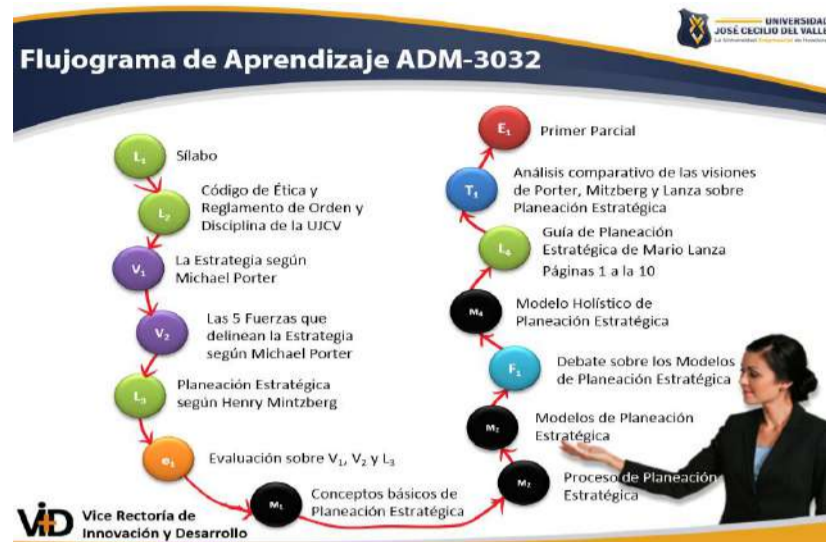 UNIVERSIDAD
JOSÉ CECILIO DEL VALLE
La Universidad Empresarial de Honduras
Flujograma de Aprendizaje ADM-3032
L₁
Sílabo
L₂
Código de Ética y
Reglamento de Orden y
Disciplina de la UJCV
V₁
La Estrategia según
Michael Porter
V₂
Las 5 Fuerzas que
delinean la Estrategia
según Michael Porter
L₃
Planeación Estratégica
según Henry Mintzberg
e₁
Evaluación sobre V₁, V₂ y L₃
M₁
Conceptos básicos de
Planeación Estratégica
M₂
Proceso de Planeación
Estratégica
Modelos de Planeación
Estratégica
F₁
Debate sobre los Modelos
de Planeación Estratégica
M₄
Modelo Holístico de
Planeación Estratégica
L₄
Guía de Planeación
Estratégica de Mario Lanza
Páginas 1 a la 10
T₁
Análisis comparativo de las visiones
de Porter, Mitzberg y Lanza sobre
Planeación Estratégica
E₁
Primer Parcial
VI+D
Vice Rectoría de
Innovación y Desarrollo